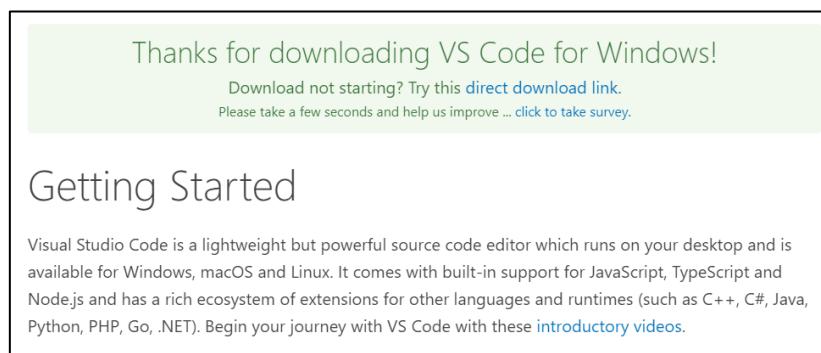 Thanks for downloading VS Code for Windows!
Download not starting? Try this direct download link.
Please take a few seconds and help us improve ... click to take survey.
Getting Started
Visual Studio Code is a lightweight but powerful source code editor which runs on your desktop and is
available for Windows, macOS and Linux. It comes with built-in support for JavaScript, TypeScript and
Node.js and has a rich ecosystem of extensions for other languages and runtimes (such as C++, C#, Java,
Python, PHP, Go, .NET). Begin your journey with VS Code with these introductory videos.